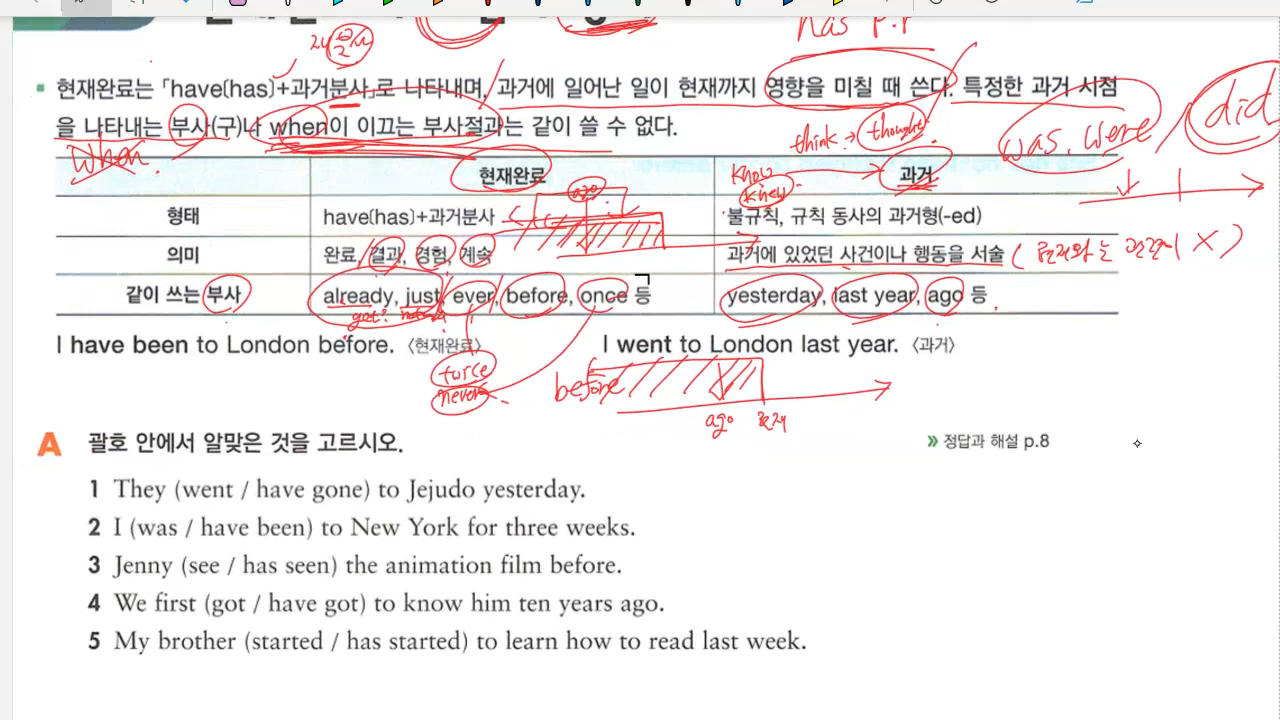 has p.p
현재완료는 「have(has)+과거분사」로 나타내며, 과거에 일어난 일이 현재까지 영향을 미칠 때 쓴다. 특정한 과거 시점
을 나타내는 부사(구)나 when이 이끄는 부사절과는 같이 쓸 수 없다.
think → thought
was, were / did
When
know
knew
현재완료 과거
ago
형태 have(has)+과거분사 불규칙, 규칙 동사의 과거형(-ed)
의미 완료, 결과, 경험, 계속 과거에 있었던 사건이나 행동을 서술
같이 쓰는 부사 already, just, ever, before, once 등 yesterday, last year, ago 등
I have been to London before. 〈현재완료〉 I went to London last year. 〈과거〉
twice
never
before
ago 현재
A 괄호 안에서 알맞은 것을 고르시오. 정답과 해설 p.8
1 They (went / have gone) to Jejudo yesterday.
2 I (was / have been) to New York for three weeks.
3 Jenny (see / has seen) the animation film before.
4 We first (got / have got) to know him ten years ago.
5 My brother (started / has started) to learn how to read last week.